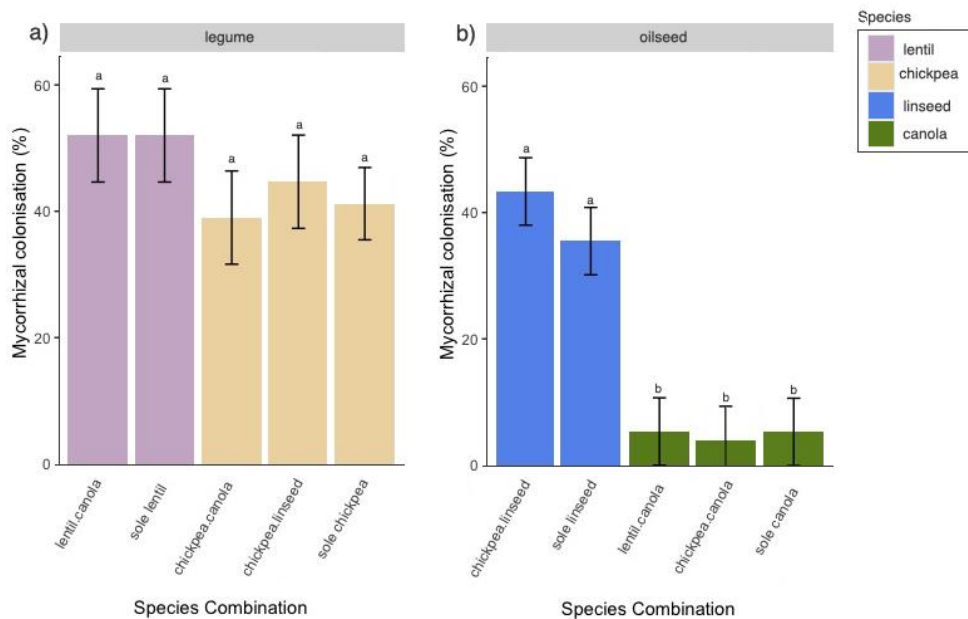 a)
legume
Mycorrhizal colonisation (%)
60
40
20
0
a
a
a
a
a
lentil.canola
sole lentil
chickpea.canola
chickpea.linseed
sole chickpea
Species Combination
b)
oilseed
Mycorrhizal colonisation (%)
60
40
20
0
a
a
b
b
b
chickpea.linseed
sole linseed
lentil.canola
chickpea.canola
sole canola
Species Combination
Species
lentil
chickpea
linseed
canola